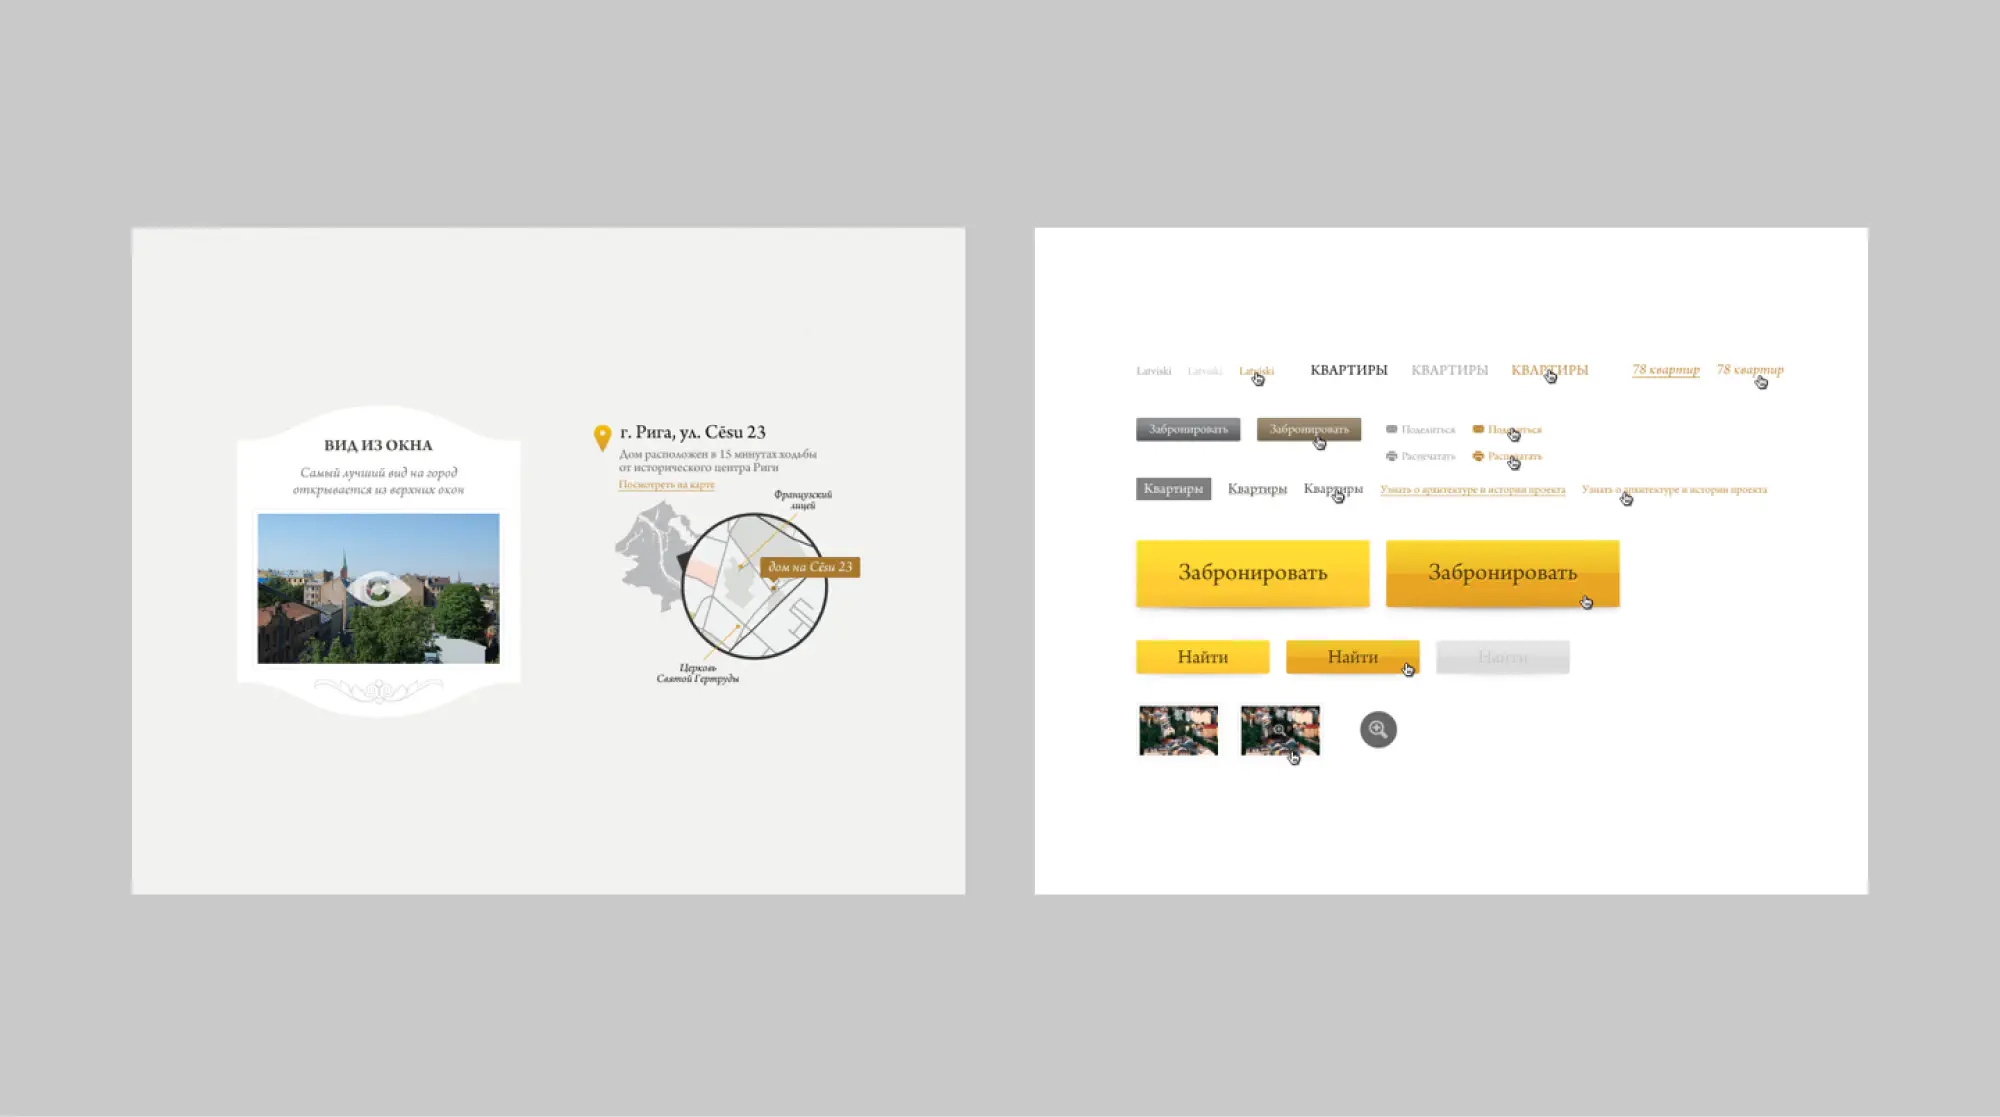 ВИД ИЗ ОКНА
Самый лучший вид на город
открывается из верхних окон
г. Рига, ул. Cēsu 23
Дом расположен в 15 минутах ходьбы
от исторического центра Риги
Посмотреть на карте
Французский
лицей
дом на Cēsu 23
Церковь
Святой Гертруды
Latviski Latviski Latviski КВАРТИРЫ КВАРТИРЫ КВАРТИРЫ 78 квартир 78 квартир
Забронировать Забронировать Поделиться Поделиться
Распечатать Распечатать
Квартиры Квартиры Квартиры Узнать о архитектуре и истории проекта Узнать о архитектуре и истории проекта
Забронировать Забронировать
Найти Найти Найти